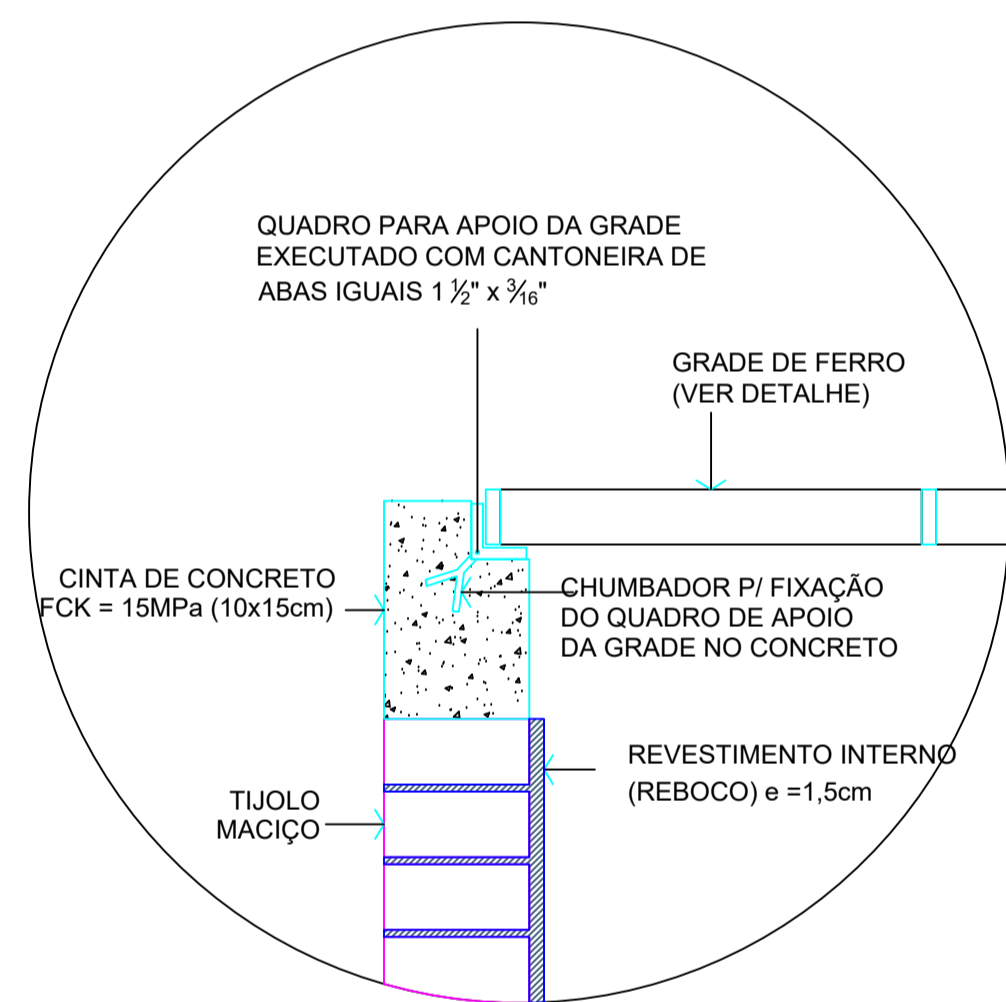 QUADRO PARA APOIO DA GRADE
EXECUTADO COM CANTONEIRA DE
ABAS IGUAIS 1 ½" x ³⁄₁₆"
GRADE DE FERRO
(VER DETALHE)
CINTA DE CONCRETO
FCK = 15MPa (10x15cm)
CHUMBADOR P/ FIXAÇÃO
DO QUADRO DE APOIO
DA GRADE NO CONCRETO
REVESTIMENTO INTERNO
(REBOCO) e =1,5cm
TIJOLO
MACIÇO